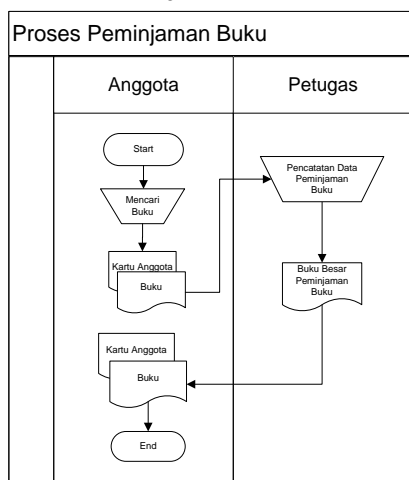 Proses Peminjaman Buku
Anggota
Petugas
Start
Mencari
Buku
Kartu Anggota
Buku
Pencatatan Data
Peminjaman
Buku
Buku Besar
Peminjaman
Buku
Kartu Anggota
Buku
End